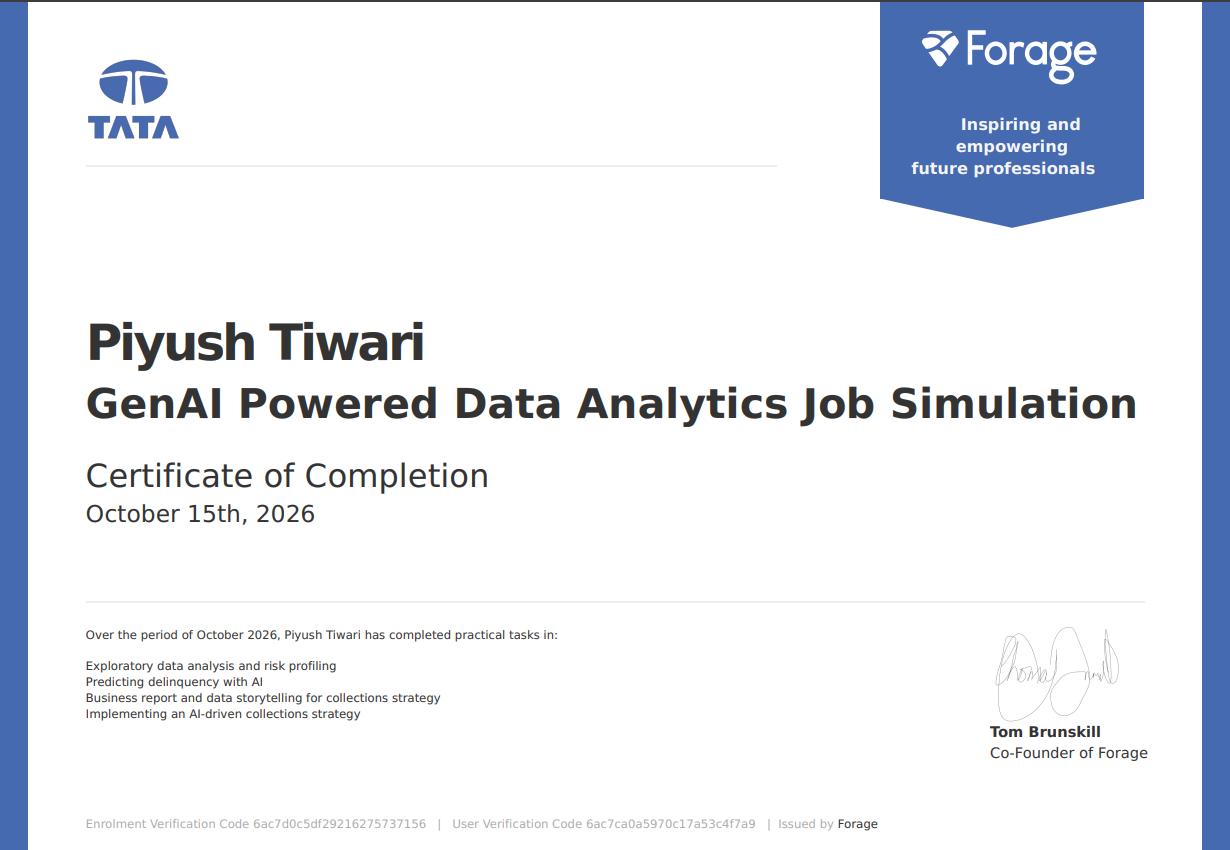 TATA
Forage
Inspiring and
empowering
future professionals
Piyush Tiwari
GenAI Powered Data Analytics Job Simulation
Certificate of Completion
October 15th, 2026
Over the period of October 2026, Piyush Tiwari has completed practical tasks in:
Exploratory data analysis and risk profiling
Predicting delinquency with AI
Business report and data storytelling for collections strategy
Implementing an AI-driven collections strategy
Tom Brunskill
Co-Founder of Forage
Enrolment Verification Code 6ac7d0c5df29216275737156 | User Verification Code 6ac7ca0a5970c17a53c4f7a9 | Issued by Forage